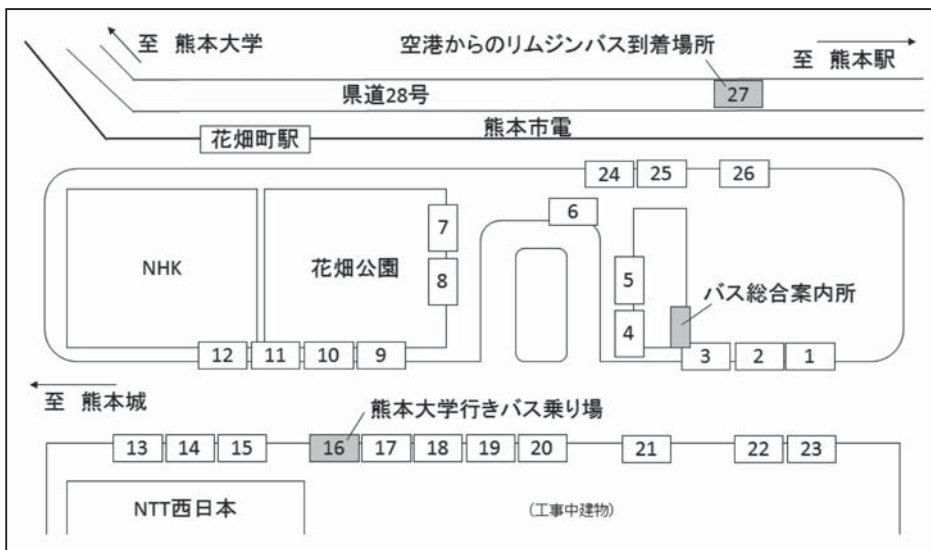 至 熊本大学
空港からのリムジンバス到着場所
至 熊本駅
27
県道28号
熊本市電
花畑町駅
24
25
26
6
7
NHK
花畑公園
8
5
4
バス総合案内所
12
11
10
9
3
2
1
至 熊本城
熊本大学行きバス乗り場
13
14
15
16
17
18
19
20
21
22
23
NTT西日本
(工事中建物)